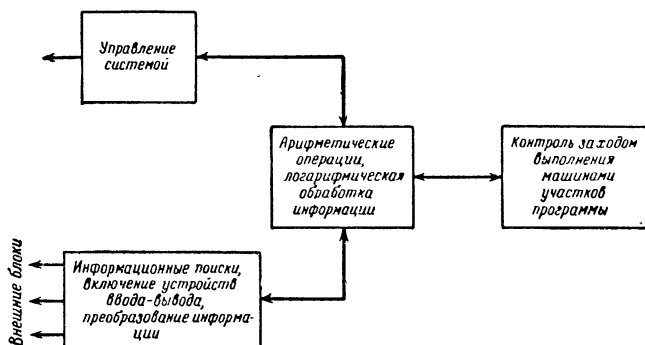 Управление
системой
Арифметические
операции,
логарифмическая
обработка
информации
Контроль за ходом
выполнения
машинами
участков
программы
Внешние блоки
Информационные поиски,
включение устройств
ввода-вывода,
преобразование информа-
ции